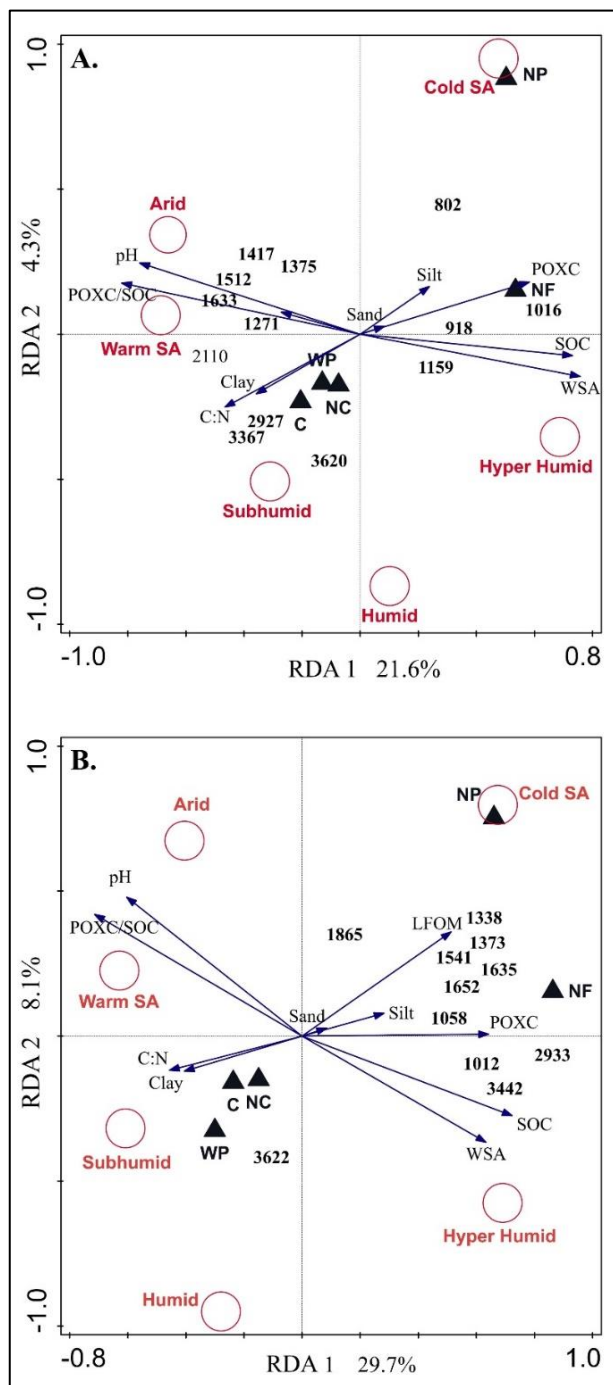 A.
1.0
Cold SA
NP
802
Arid
pH
1417
1375
Silt
POXC
1512
POXC/SOC
1633
Sand
NF
1016
1271
918
Warm SA
SOC
2110
1159
WSA
Clay
WP
NC
C:N
2927
C
3367
3620
Hyper Humid
Subhumid
Humid
RDA 2 4.3%
-1.0
-1.0
0.8
RDA 1 21.6%
B.
1.0
Arid
NP
Cold SA
pH
LFOM
1338
POXC/SOC
1865
1373
1541
1635
Warm SA
1652
NF
Sand
Silt
1058
POXC
C:N
1012
2933
Clay
3442
C
NC
SOC
WP
3622
WSA
Subhumid
Hyper Humid
Humid
RDA 2 8.1%
-1.0
-0.8
1.0
RDA 1 29.7%